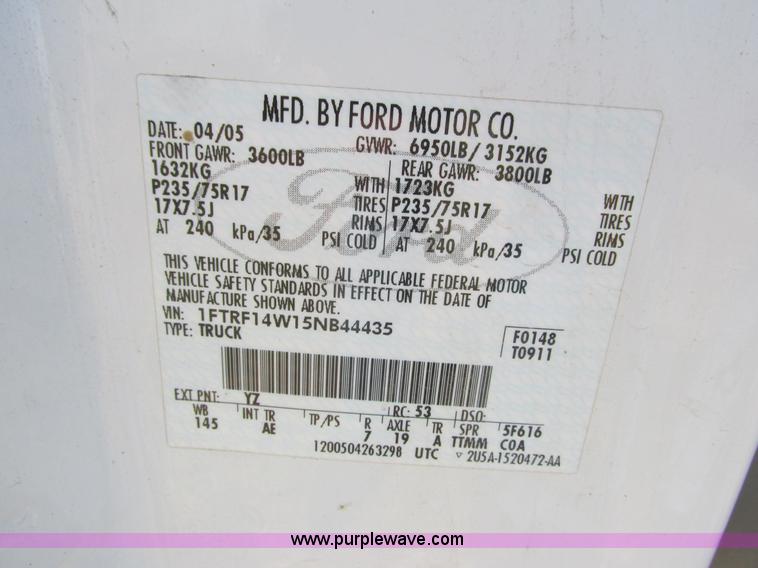 MFD. BY FORD MOTOR CO.
DATE: 04/05 GVWR: 6950LB/ 3152KG
FRONT GAWR: 3600LB REAR GAWR: 3800LB
1632KG WITH 1723KG WITH
P235/75R17 TIRES P235/75R17 TIRES
17X7.5J RIMS 17X7.5J RIMS
AT 240 kPa/35 PSI COLD AT 240 kPa/35 PSI COLD
Ford
THIS VEHICLE CONFORMS TO ALL APPLICABLE FEDERAL MOTOR
VEHICLE SAFETY STANDARDS IN EFFECT ON THE DATE OF
MANUFACTURE SHOWN ABOVE.
VIN: 1FTRF14W15NB44435
TYPE: TRUCK
F0148
T0911
EXT PNT: YZ RC: 53 DSO:
WB INT TR TP/PS R AXLE TR SPR 5F616
145 AE 7 19 A TTMM COA
1200504263298 UTC ▽ 2U5A-1520472-AA
www.purplewave.com